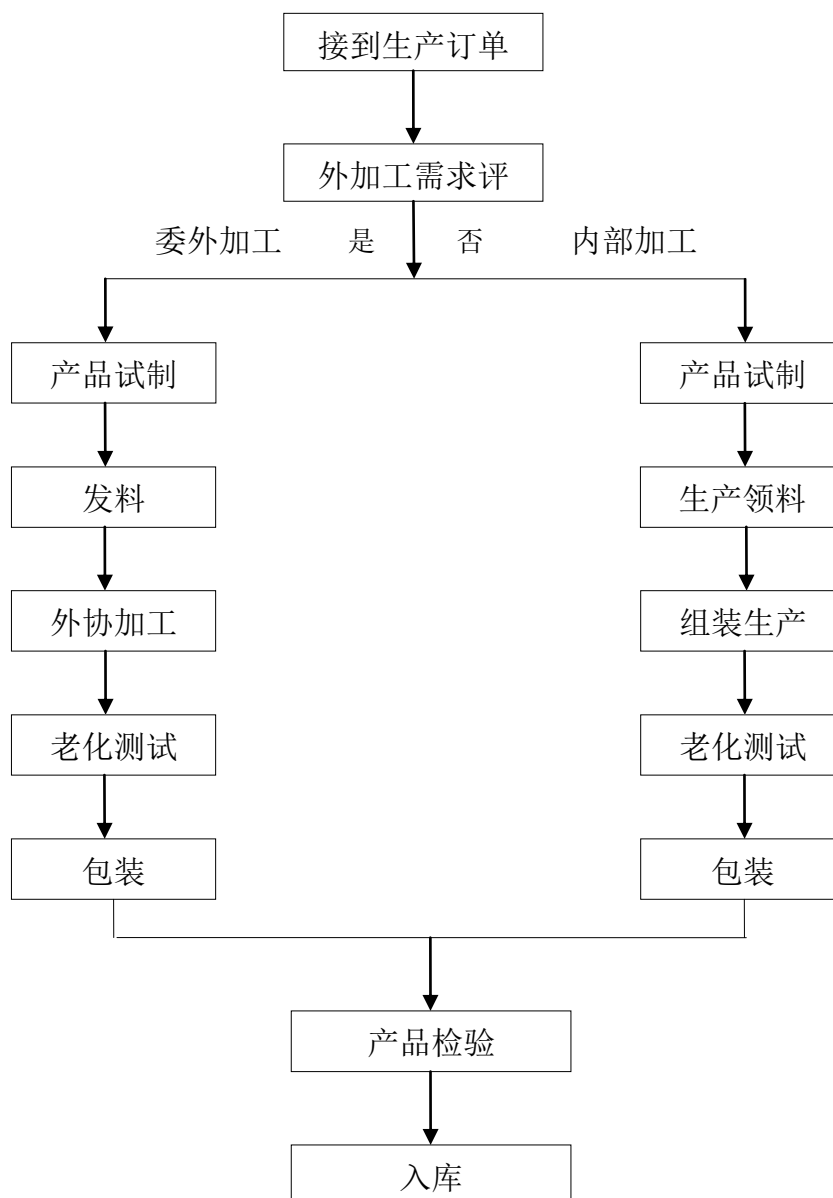 接到生产订单
外加工需求评
委外加工 是 否 内部加工
产品试制 产品试制
发料 生产领料
外协加工 组装生产
老化测试 老化测试
包装 包装
产品检验
入库